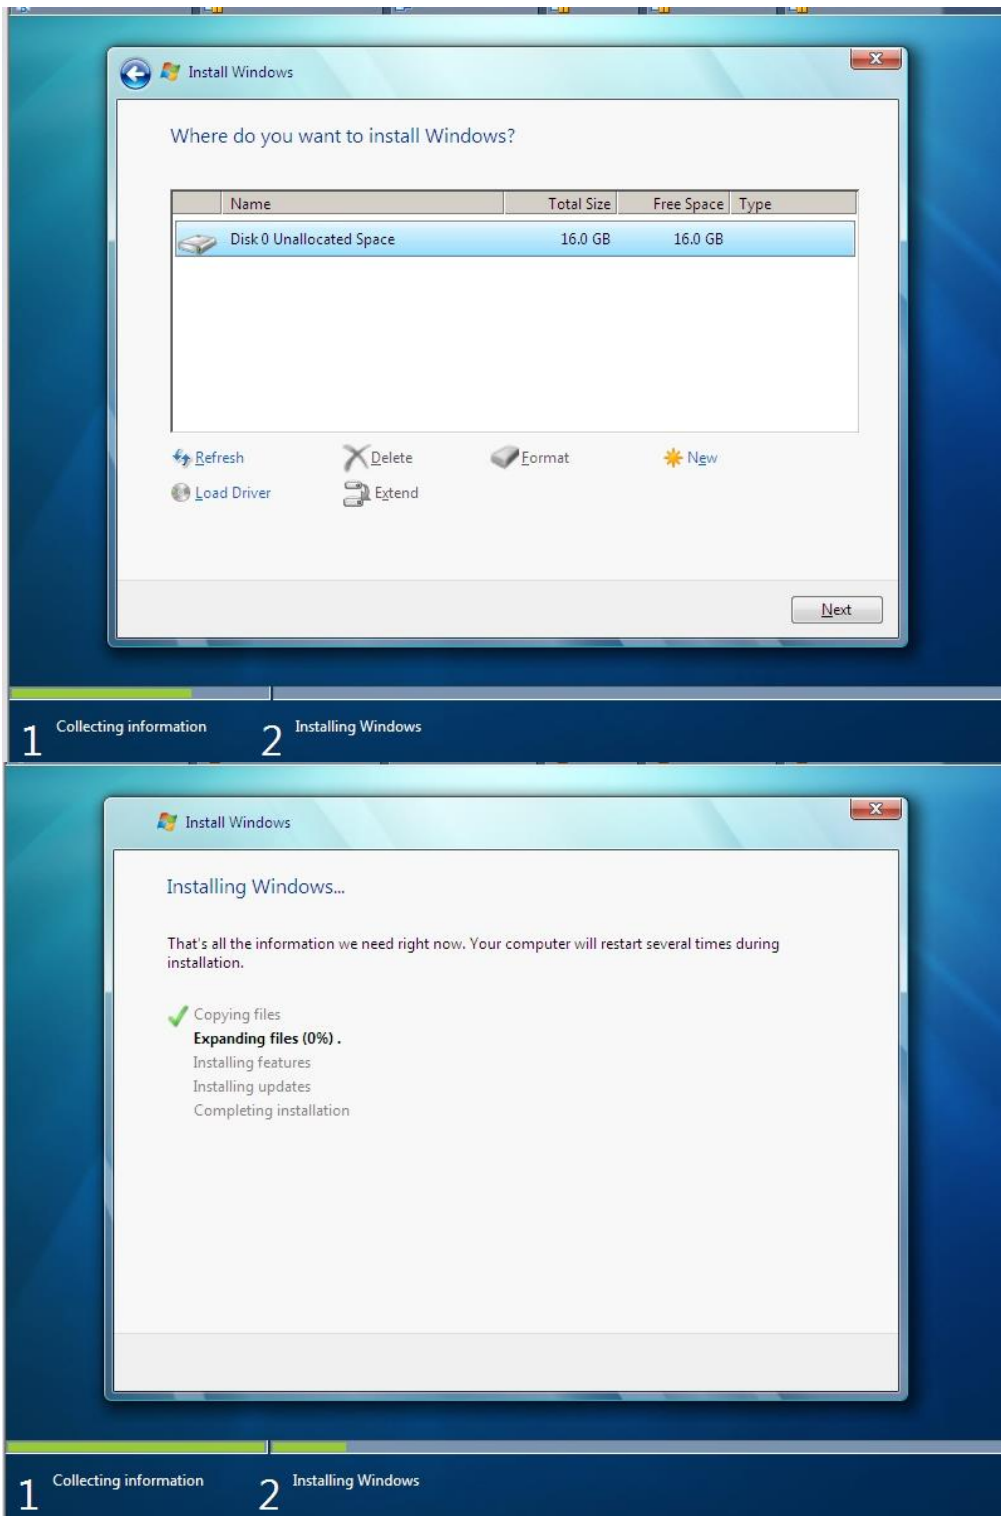 Install Windows
Where do you want to install Windows?
Name Total Size Free Space Type
Disk 0 Unallocated Space 16.0 GB 16.0 GB
Refresh Delete Format New
Load Driver Extend
Next
1 Collecting information 2 Installing Windows
Install Windows
Installing Windows...
That's all the information we need right now. Your computer will restart several times during
installation.
Copying files
Expanding files (0%) .
Installing features
Installing updates
Completing installation
1 Collecting information 2 Installing Windows